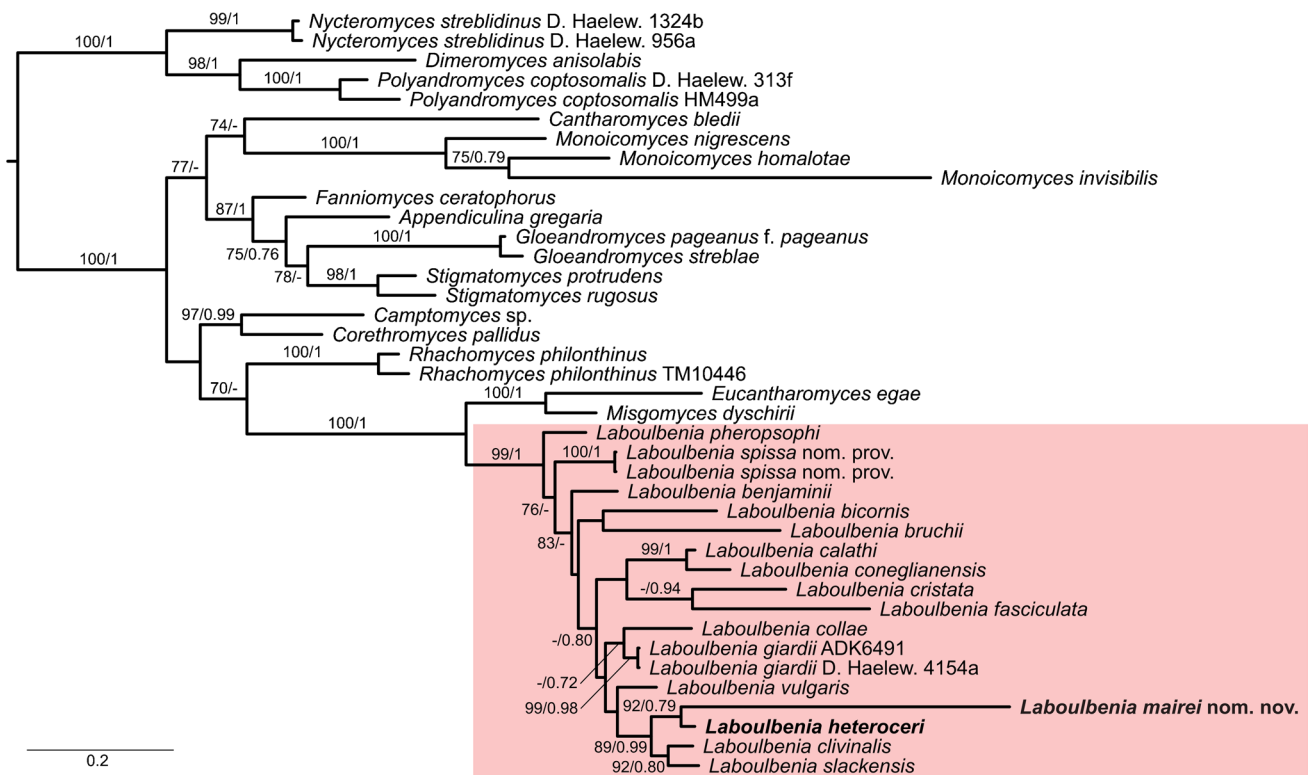 99/1
Nycteromyces streblidinus D. Haelew. 1324b
100/1
Nycteromyces streblidinus D. Haelew. 956a
98/1
Dimeromyces anisolabis
100/1
Polyandromyces coptosomalis D. Haelew. 313f
Polyandromyces coptosomalis HM499a
74/-
Cantharomyces bledii
100/1
Monoicomyces nigrescens
77/-
75/0.79
Monoicomyces homalotae
Monoicomyces invisibilis
87/1
Fanniomyces ceratophorus
Appendiculina gregaria
100/1
Gloeandromyces pageanus f. pageanus
75/0.76
Gloeandromyces streblae
100/1
78/-
98/1
Stigmatomyces protrudens
Stigmatomyces rugosus
97/0.99
Camptomyces sp.
Corethromyces pallidus
100/1
Rhachomyces philonthinus
70/-
Rhachomyces philonthinus TM10446
100/1
Eucantharomyces egae
Misgomyces dyschirii
100/1
Laboulbenia pheropsophi
99/1
100/1
Laboulbenia spissa nom. prov.
Laboulbenia spissa nom. prov.
Laboulbenia benjaminii
76/-
Laboulbenia bicornis
Laboulbenia bruchii
83/-
99/1
Laboulbenia calathi
Laboulbenia coneglianensis
-/0.94
Laboulbenia cristata
Laboulbenia fasciculata
Laboulbenia collae
-/0.80
Laboulbenia giardii ADK6491
Laboulbenia giardii D. Haelew. 4154a
-/0.72
Laboulbenia vulgaris
99/0.98
92/0.79
Laboulbenia mairei nom. nov.
Laboulbenia heteroceri
89/0.99
Laboulbenia clivinalis
92/0.80
Laboulbenia slackensis
0.2